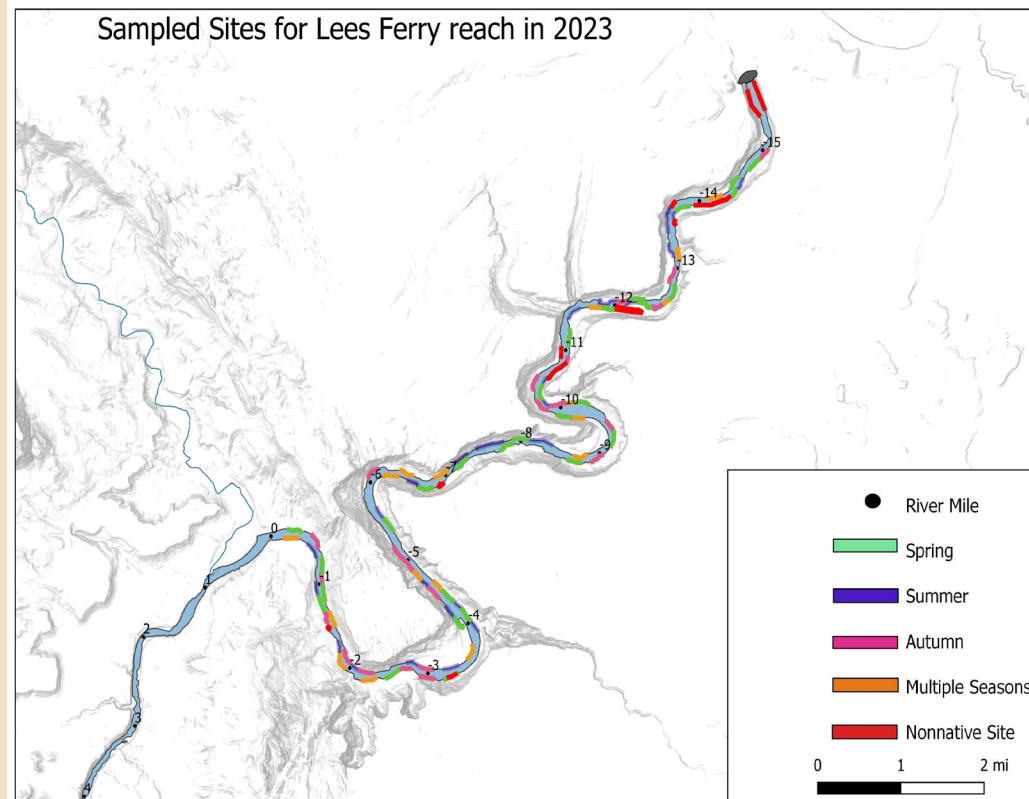 Sampled Sites for Lees Ferry reach in 2023
-15
-14
-13
-12
-11
-10
-9
-8
-7
-6
-5
-4
-3
-2
-1
0
1
2
3
4
River Mile
Spring
Summer
Autumn
Multiple Seasons
Nonnative Site
0 1 2 mi